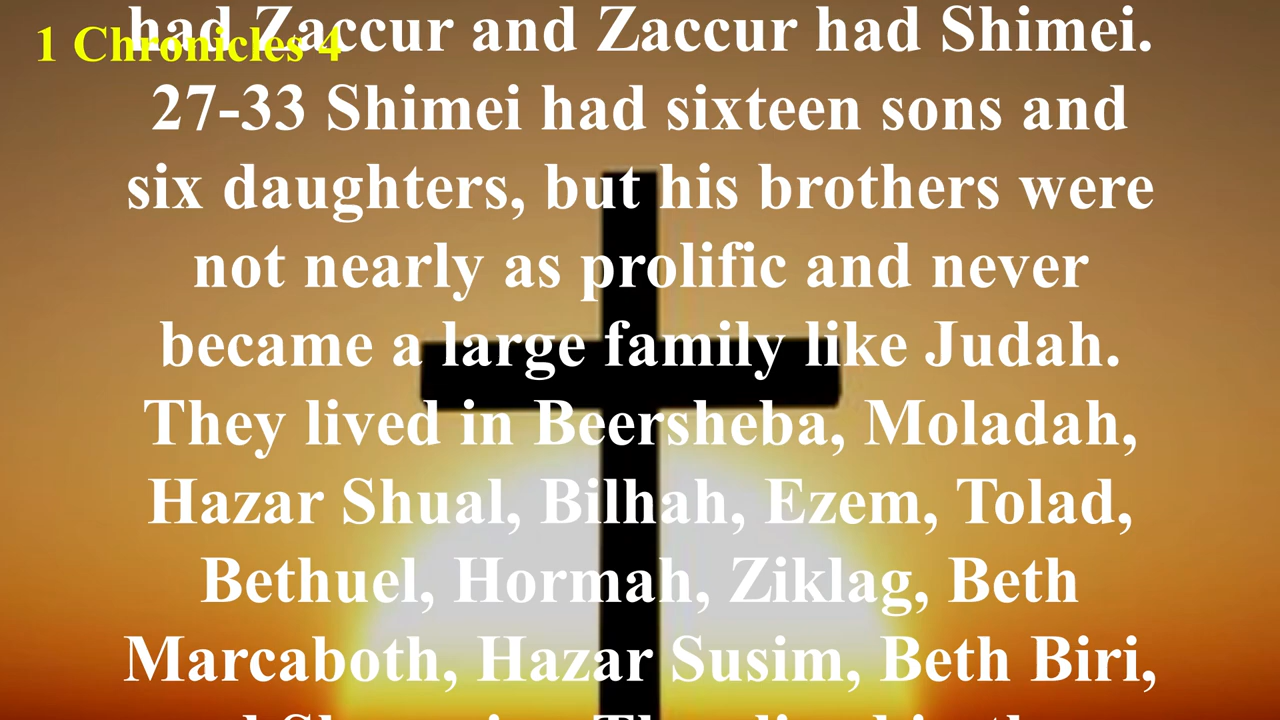 had Zaccur and Zaccur had Shimei.
1 Chronicles 4
27-33 Shimei had sixteen sons and
six daughters, but his brothers were
not nearly as prolific and never
became a large family like Judah.
They lived in Beersheba, Moladah,
Hazar Shual, Bilhah, Ezem, Tolad,
Bethuel, Hormah, Ziklag, Beth
Marcaboth, Hazar Susim, Beth Biri,